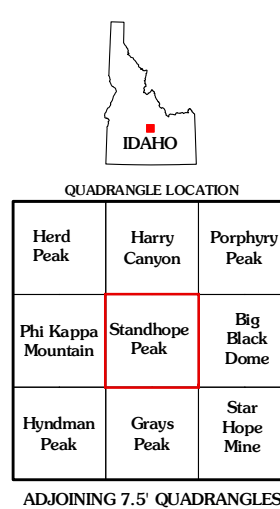 IDAHO
QUADRANGLE LOCATION
Herd Peak
Harry Canyon
Porphyry Peak
Phi Kappa Mountain
Standhope Peak
Big Black Dome
Hyndman Peak
Grays Peak
Star Hope Mine
ADJOINING 7.5' QUADRANGLES